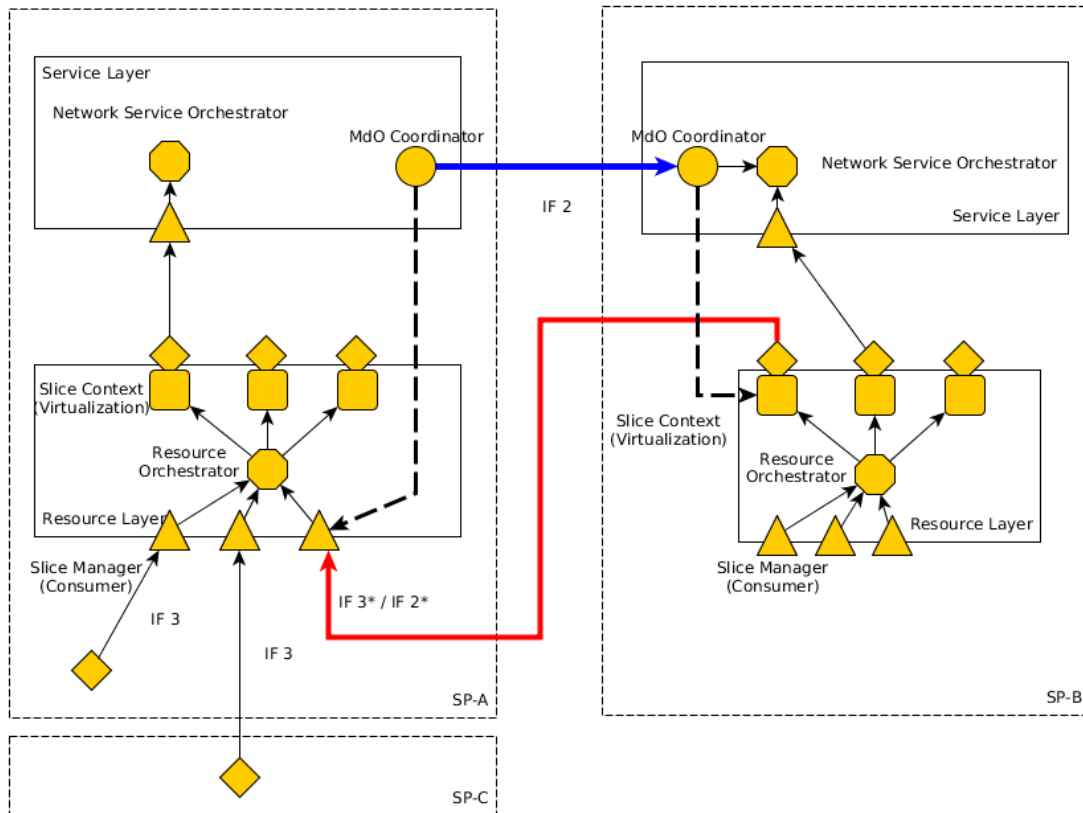 Service Layer
Network Service Orchestrator
MdO Coordinator
IF 2
MdO Coordinator
Network Service Orchestrator
Service Layer
Slice Context
(Virtualization)
Resource
Orchestrator
Resource Layer
Slice Manager
(Consumer)
IF 3
IF 3
IF 3* / IF 2*
SP-A
Slice Context
(Virtualization)
Resource
Orchestrator
Resource Layer
Slice Manager
(Consumer)
SP-B
SP-C